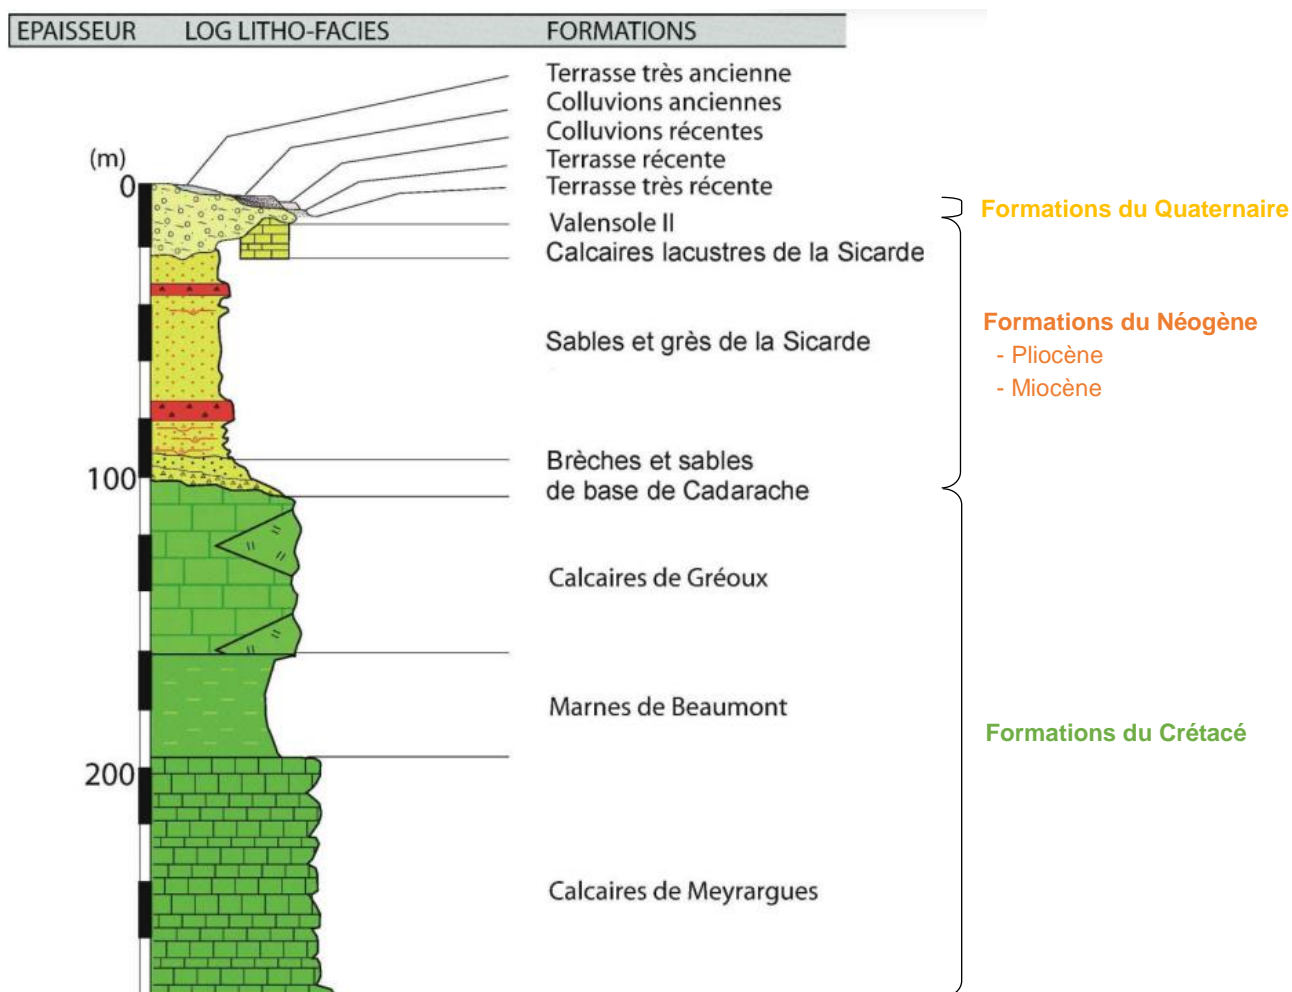 EPAISSEUR LOG LITHO-FACIES FORMATIONS
Terrasse très ancienne
Colluvions anciennes
Colluvions récentes
Terrasse récente
Terrasse très récente
(m)
0
Valensole II
Calcaires lacustres de la Sicarde
Formations du Quaternaire
Sables et grès de la Sicarde
Formations du Néogène
- Pliocène
- Miocène
Brèches et sables
de base de Cadarache
100
Calcaires de Gréoux
Marnes de Beaumont
Formations du Crétacé
200
Calcaires de Meyrargues